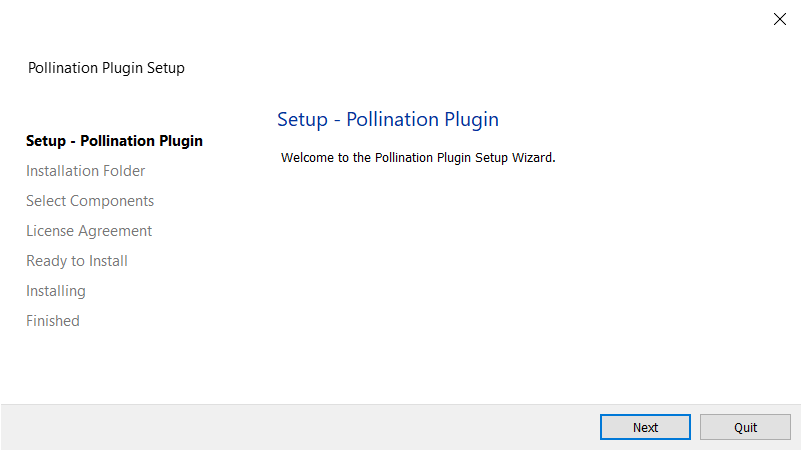 Pollination Plugin Setup
Setup - Pollination Plugin
Installation Folder
Select Components
License Agreement
Ready to Install
Installing
Finished
Setup - Pollination Plugin
Welcome to the Pollination Plugin Setup Wizard.
Next
Quit